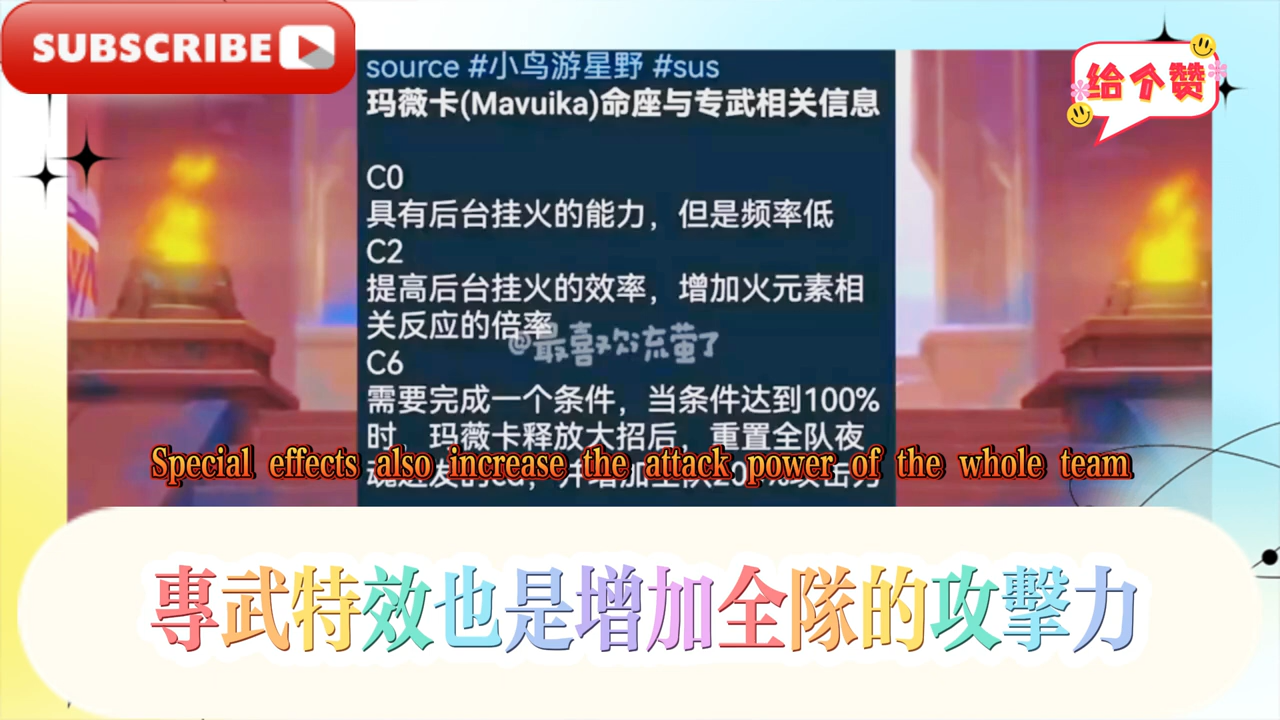 SUBSCRIBE
给个赞
source #小鸟游星野 #sus
玛薇卡(Mavuika)命座与专武相关信息
C0
具有后台挂火的能力，但是频率低
C2
提高后台挂火的效率，增加火元素相
关反应的倍率
@最喜欢流萤了
C6
需要完成一个条件，当条件达到100%
时，玛薇卡释放大招后，重置全队夜
Special effects also increase the attack power of the whole team
專武特效也是增加全隊的攻擊力